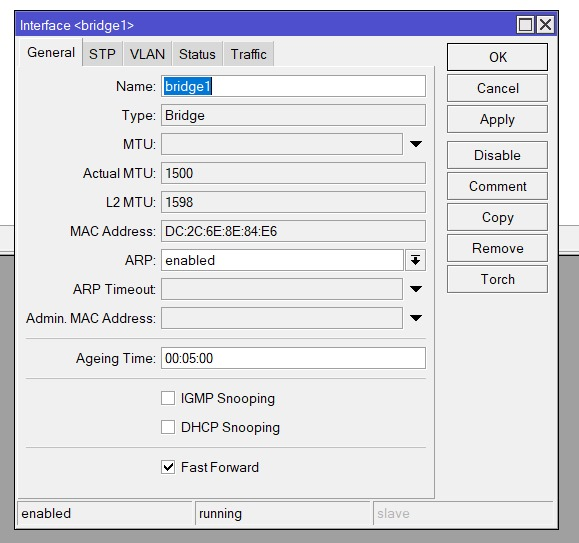 Interface <bridge1>
General STP VLAN Status Traffic
OK
Name: bridge1
Cancel
Type: Bridge
Apply
MTU:
Actual MTU: 1500
Disable
L2 MTU: 1598
Comment
MAC Address: DC:2C:6E:8E:84:E6
Copy
ARP: enabled
Remove
ARP Timeout:
Torch
Admin. MAC Address:
Ageing Time: 00:05:00
IGMP Snooping
DHCP Snooping
Fast Forward
enabled running slave